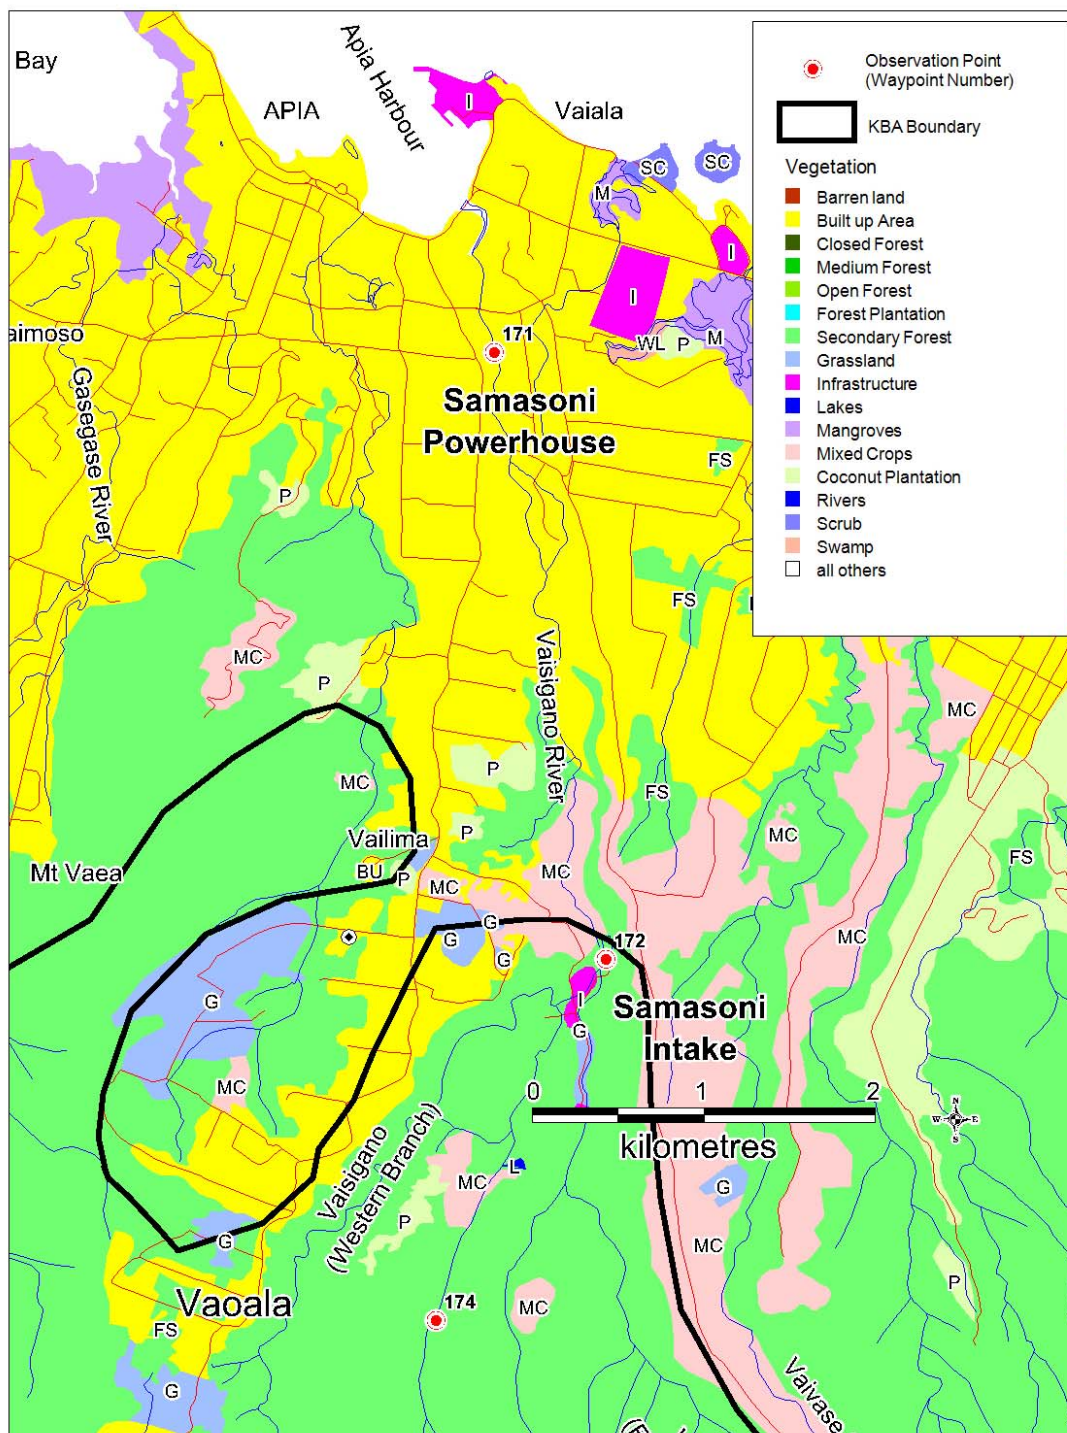 Bay
APIA
Apia Harbour
Vaiala
I
SC
SC
M
I
I
WL
P
M
171
Samasoni
Powerhouse
aimoso
Gasegase River
FS
P
FS
MC
P
Vaisigano River
MC
P
MC
FS
MC
FS
Vailima
P
Mt Vaea
BU
P
MC
MC
G
G
G
MC
172
G
I
G
Samasoni
Intake
MC
0
1
2
kilometres
N
W
E
S
Vaisigano
(Western Branch)
MC
L
P
G
MC
G
P
Vaoala
174
MC
FS
G
Vaivase
Observation Point
(Waypoint Number)
KBA Boundary
Vegetation
Barren land
Built up Area
Closed Forest
Medium Forest
Open Forest
Forest Plantation
Secondary Forest
Grassland
Infrastructure
Lakes
Mangroves
Mixed Crops
Coconut Plantation
Rivers
Scrub
Swamp
all others